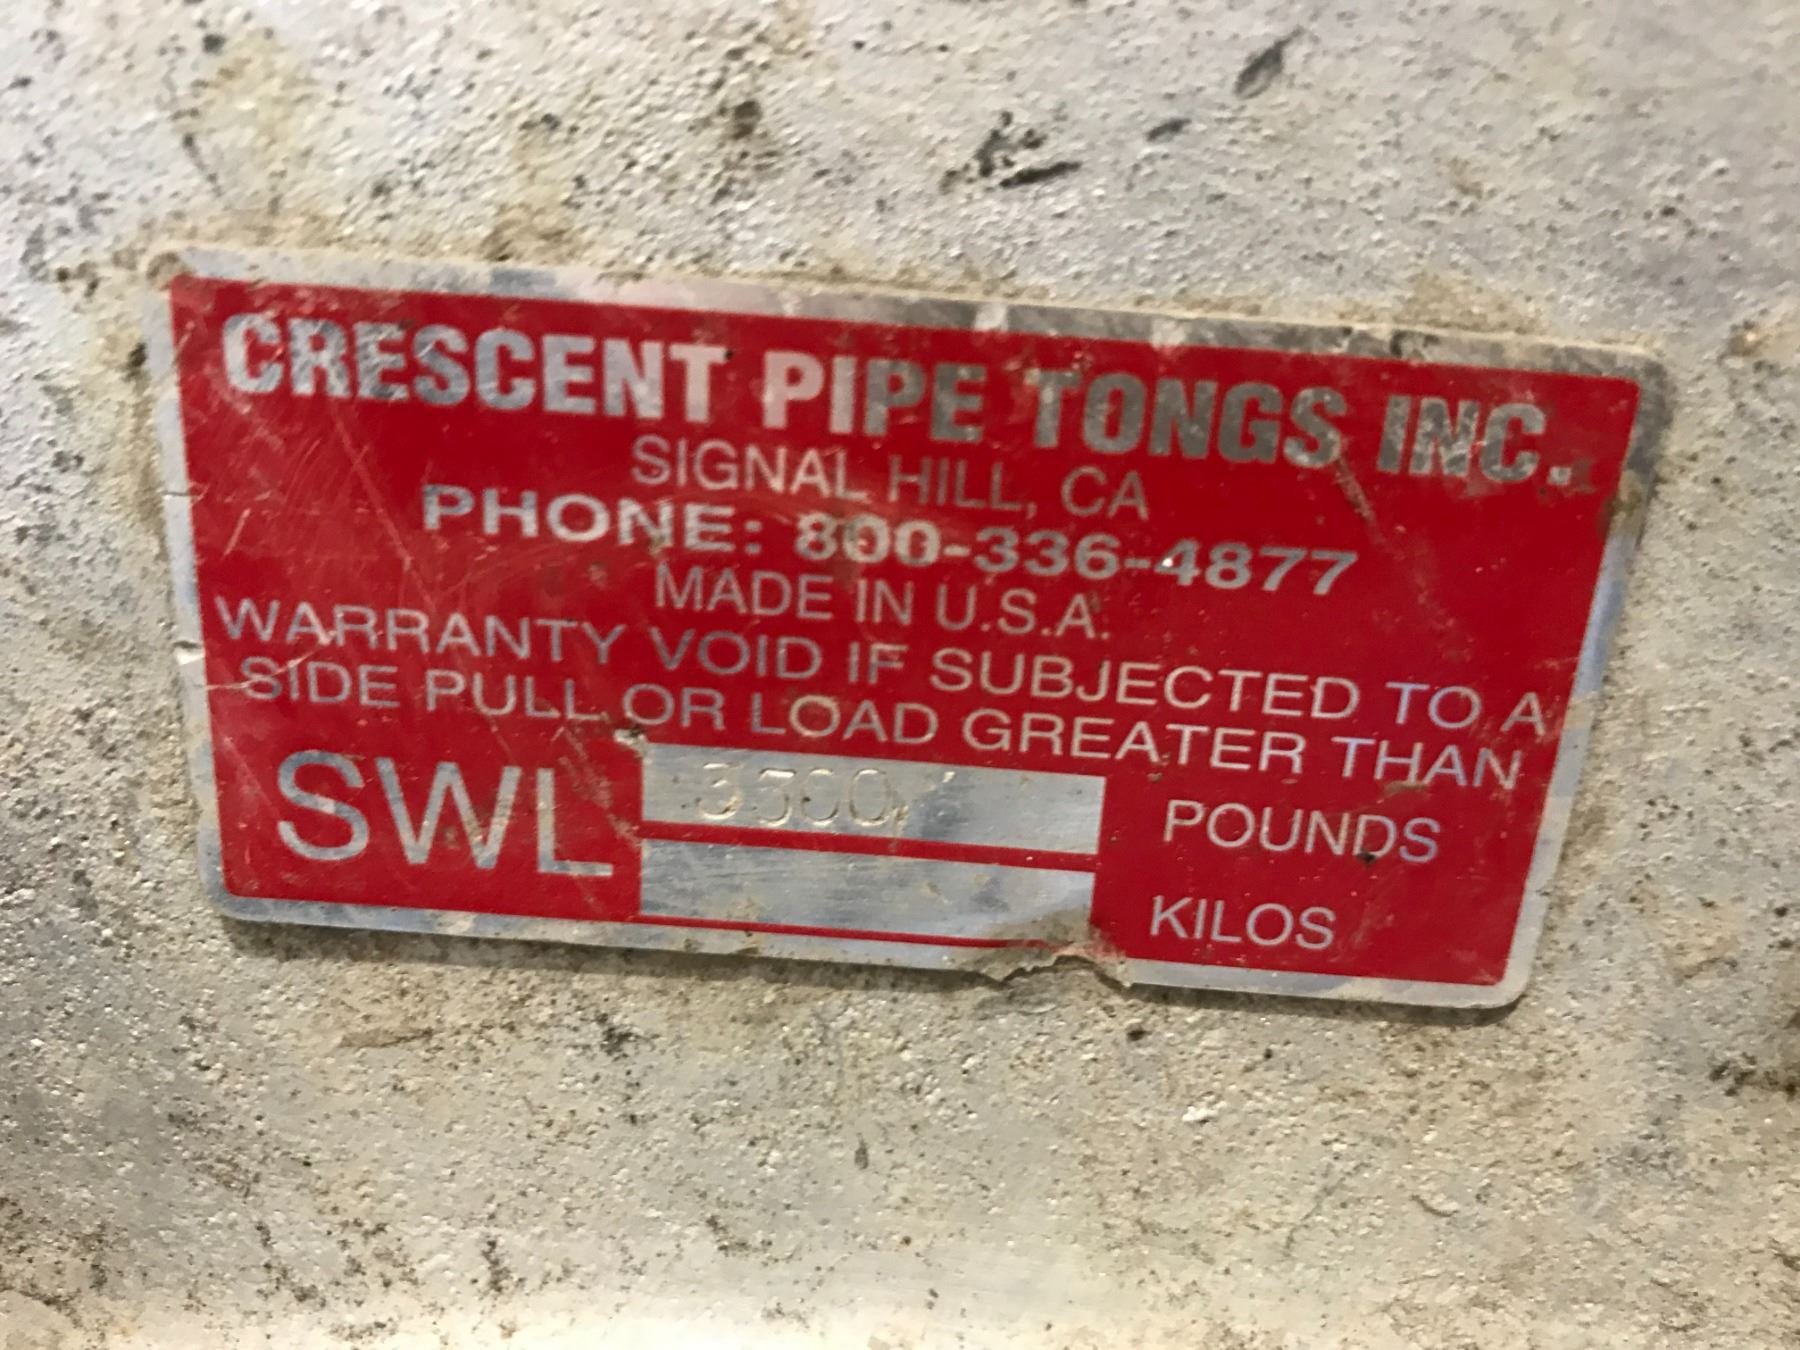 CRESCENT PIPE TONGS INC.
SIGNAL HILL, CA
PHONE: 800-336-4877
MADE IN U.S.A.
WARRANTY VOID IF SUBJECTED TO A
SIDE PULL OR LOAD GREATER THAN
SWL POUNDS
KILOS